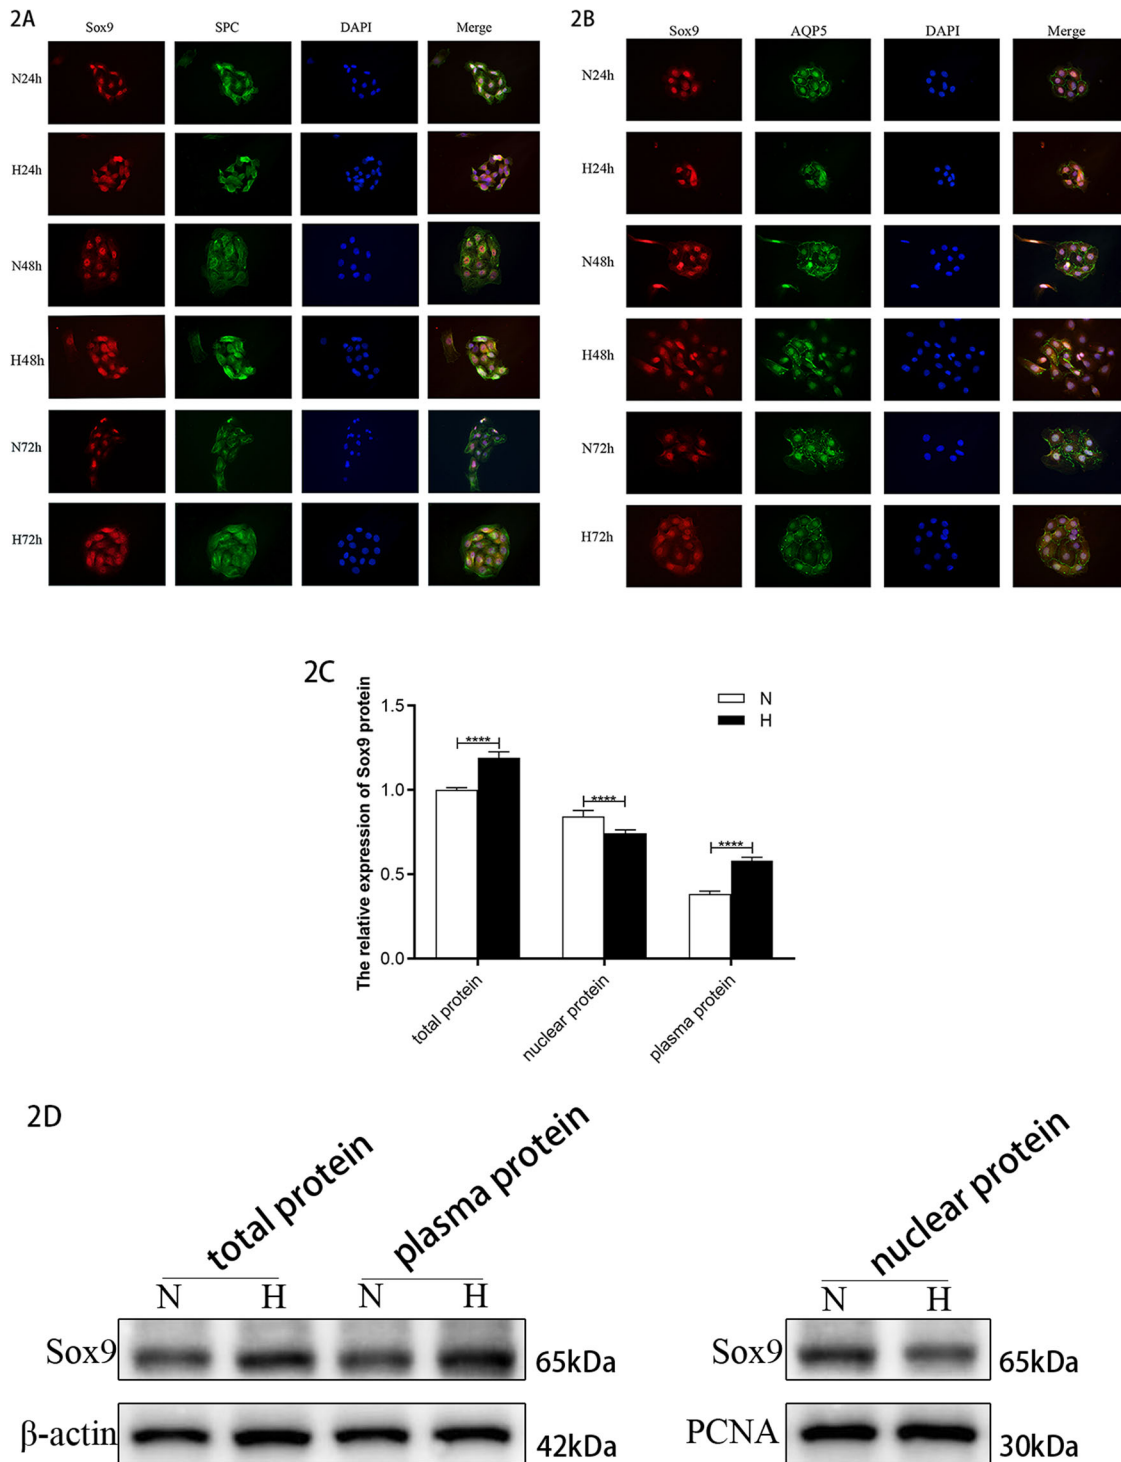 2A
Sox9 SPC DAPI Merge
N24h
H24h
N48h
H48h
N72h
H72h
2B
Sox9 AQP5 DAPI Merge
N24h
H24h
N48h
H48h
N72h
H72h
2C
The relative expression of Sox9 protein
1.5
1.0
0.5
0.0
N
H
****
****
****
total protein
nuclear protein
plasma protein
2D
total protein
plasma protein
nuclear protein
N H N H
N H
Sox9 65kDa
β-actin 42kDa
Sox9 65kDa
PCNA 30kDa